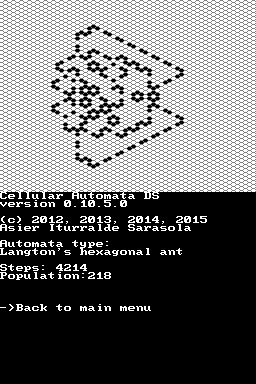 Cellular Automata DS
version 0.10.5.0
(c) 2012, 2013, 2014, 2015
Asier Iturralde Sarasola
Automata type:
Langton's hexagonal ant
Steps: 4214
Population:218
->Back to main menu